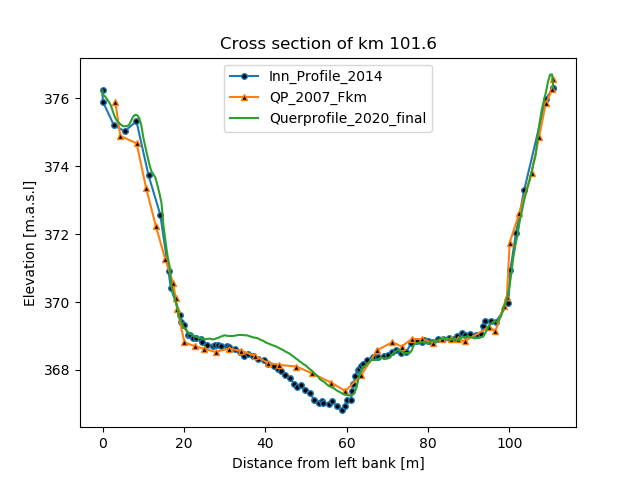 Cross section of km 101.6
Inn_Profile_2014
QP_2007_Fkm
Querprofile_2020_final
376
374
372
370
368
Elevation [m.a.s.l]
0 20 40 60 80 100
Distance from left bank [m]